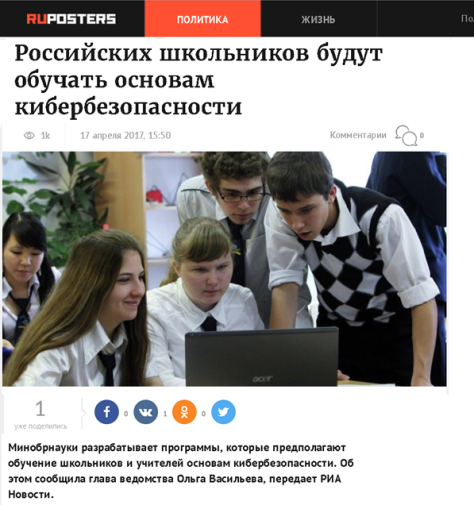 RUPOSTERS
ПОЛИТИКА
ЖИЗНЬ
По
Российских школьников будут
обучать основам
кибербезопасности
1k
17 апреля 2017, 15:50
Комментарии
0
acer
1
уже поделились
0
1
0
Минобрнауки разрабатывает программы, которые предполагают
обучение школьников и учителей основам кибербезопасности. Об
этом сообщила глава ведомства Ольга Васильева, передает РИА
Новости.